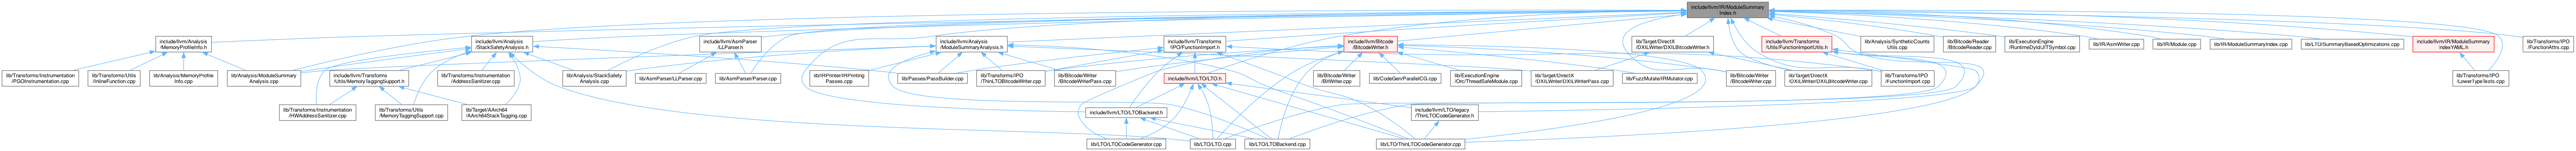 include/llvm/IR/ModuleSummary
Index.h
include/llvm/Analysis
/MemoryProfileInfo.h
include/llvm/Analysis
/StackSafetyAnalysis.h
include/llvm/AsmParser
/LLParser.h
include/llvm/Analysis
/ModuleSummaryAnalysis.h
include/llvm/Transforms
/IPO/FunctionImport.h
include/llvm/Bitcode
/BitcodeWriter.h
lib/Target/DirectX
/DXILWriter/DXILBitcodeWriter.h
include/llvm/Transforms
/Utils/FunctionImportUtils.h
lib/Analysis/SyntheticCounts
Utils.cpp
lib/Bitcode/Reader
/BitcodeReader.cpp
lib/ExecutionEngine
/RuntimeDyld/JITSymbol.cpp
lib/IR/AsmWriter.cpp
lib/IR/Module.cpp
lib/IR/ModuleSummaryIndex.cpp
lib/LTO/SummaryBasedOptimizations.cpp
include/llvm/IR/ModuleSummary
IndexYAML.h
lib/Transforms/IPO
/FunctionAttrs.cpp
lib/Transforms/Instrumentation
/PGOInstrumentation.cpp
lib/Transforms/Utils
/InlineFunction.cpp
lib/Analysis/MemoryProfile
Info.cpp
lib/Analysis/ModuleSummary
Analysis.cpp
include/llvm/Transforms
/Utils/MemoryTaggingSupport.h
lib/Transforms/Instrumentation
/AddressSanitizer.cpp
lib/Analysis/StackSafety
Analysis.cpp
lib/AsmParser/LLParser.cpp
lib/AsmParser/Parser.cpp
lib/IRPrinter/IRPrinting
Passes.cpp
lib/Passes/PassBuilder.cpp
lib/Transforms/IPO
/ThinLTOBitcodeWriter.cpp
lib/Bitcode/Writer
/BitcodeWriterPass.cpp
include/llvm/LTO/LTO.h
lib/Bitcode/Writer
/BitWriter.cpp
lib/CodeGen/ParallelCG.cpp
lib/ExecutionEngine
/Orc/ThreadSafeModule.cpp
lib/Target/DirectX
/DXILWriter/DXILWriterPass.cpp
lib/FuzzMutate/IRMutator.cpp
lib/Bitcode/Writer
/BitcodeWriter.cpp
lib/Target/DirectX
/DXILWriter/DXILBitcodeWriter.cpp
lib/Transforms/IPO
/FunctionImport.cpp
lib/Transforms/IPO
/LowerTypeTests.cpp
lib/Transforms/Instrumentation
/HWAddressSanitizer.cpp
lib/Transforms/Utils
/MemoryTaggingSupport.cpp
lib/Target/AArch64
/AArch64StackTagging.cpp
include/llvm/LTO/LTOBackend.h
include/llvm/LTO/legacy
/ThinLTOCodeGenerator.h
lib/LTO/LTOCodeGenerator.cpp
lib/LTO/LTO.cpp
lib/LTO/LTOBackend.cpp
lib/LTO/ThinLTOCodeGenerator.cpp